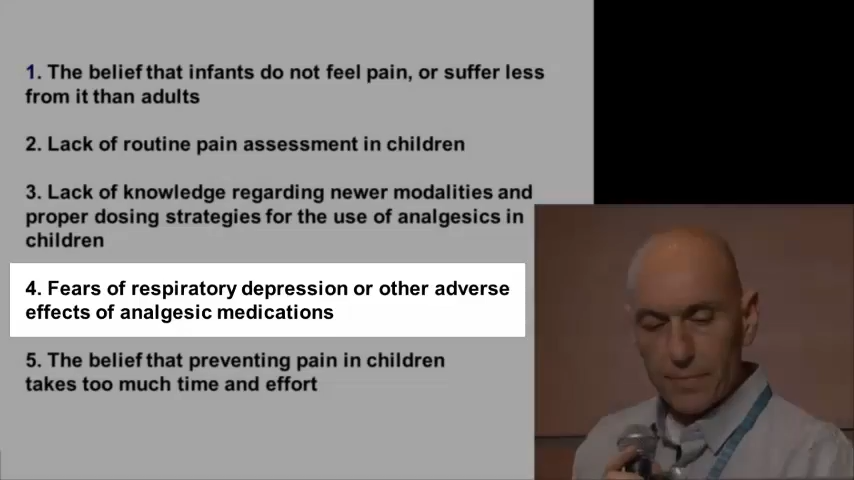 1. The belief that infants do not feel pain, or suffer less
from it than adults
2. Lack of routine pain assessment in children
3. Lack of knowledge regarding newer modalities and
proper dosing strategies for the use of analgesics in
children
4. Fears of respiratory depression or other adverse
effects of analgesic medications
5. The belief that preventing pain in children
takes too much time and effort